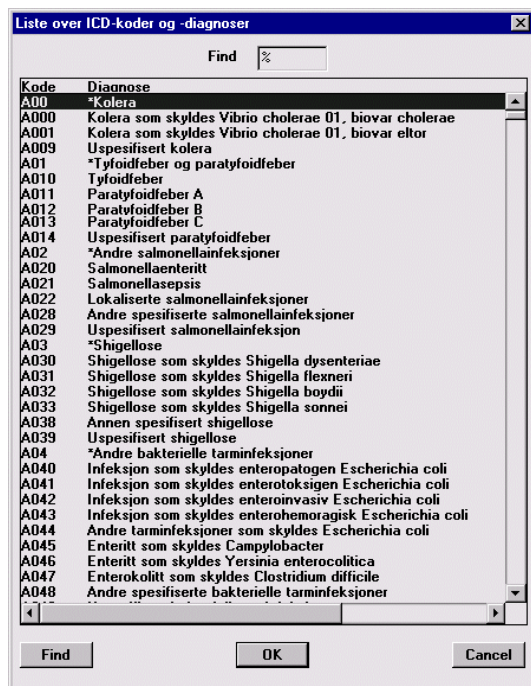 Liste over ICD-koder og -diagnoser
Find %
Kode Diagnose
A00 *Kolera
A000 Kolera som skyldes Vibrio cholerae 01, biovar cholerae
A001 Kolera som skyldes Vibrio cholerae 01, biovar eltor
A009 Uspesifisert kolera
A01 *Tyfoidfeber og paratyfoidfeber
A010 Tyfoidfeber
A011 Paratyfoidfeber A
A012 Paratyfoidfeber B
A013 Paratyfoidfeber C
A014 Uspesifisert paratyfoidfeber
A02 *Andre salmonellainfeksjoner
A020 Salmonellaenteritt
A021 Salmonellasepsis
A022 Lokaliserte salmonellainfeksjoner
A028 Andre spesifiserte salmonellainfeksjoner
A029 Uspesifisert salmonellainfeksjon
A03 *Shigellose
A030 Shigellose som skyldes Shigella dysenteriae
A031 Shigellose som skyldes Shigella flexneri
A032 Shigellose som skyldes Shigella boydii
A033 Shigellose som skyldes Shigella sonnei
A038 Annen spesifisert shigellose
A039 Uspesifisert shigellose
A04 *Andre bakterielle tarminfeksjoner
A040 Infeksjon som skyldes enteropatogen Escherichia coli
A041 Infeksjon som skyldes enterotoksigen Escherichia coli
A042 Infeksjon som skyldes enteroinvasiv Escherichia coli
A043 Infeksjon som skyldes enterohemoragisk Escherichia coli
A044 Andre tarminfeksjoner som skyldes Escherichia coli
A045 Enteritt som skyldes Campylobacter
A046 Enteritt som skyldes Yersinia enterocolitica
A047 Enterokolitt som skyldes Clostridium difficile
A048 Andre spesifiserte bakterielle tarminfeksjoner
Find OK Cancel